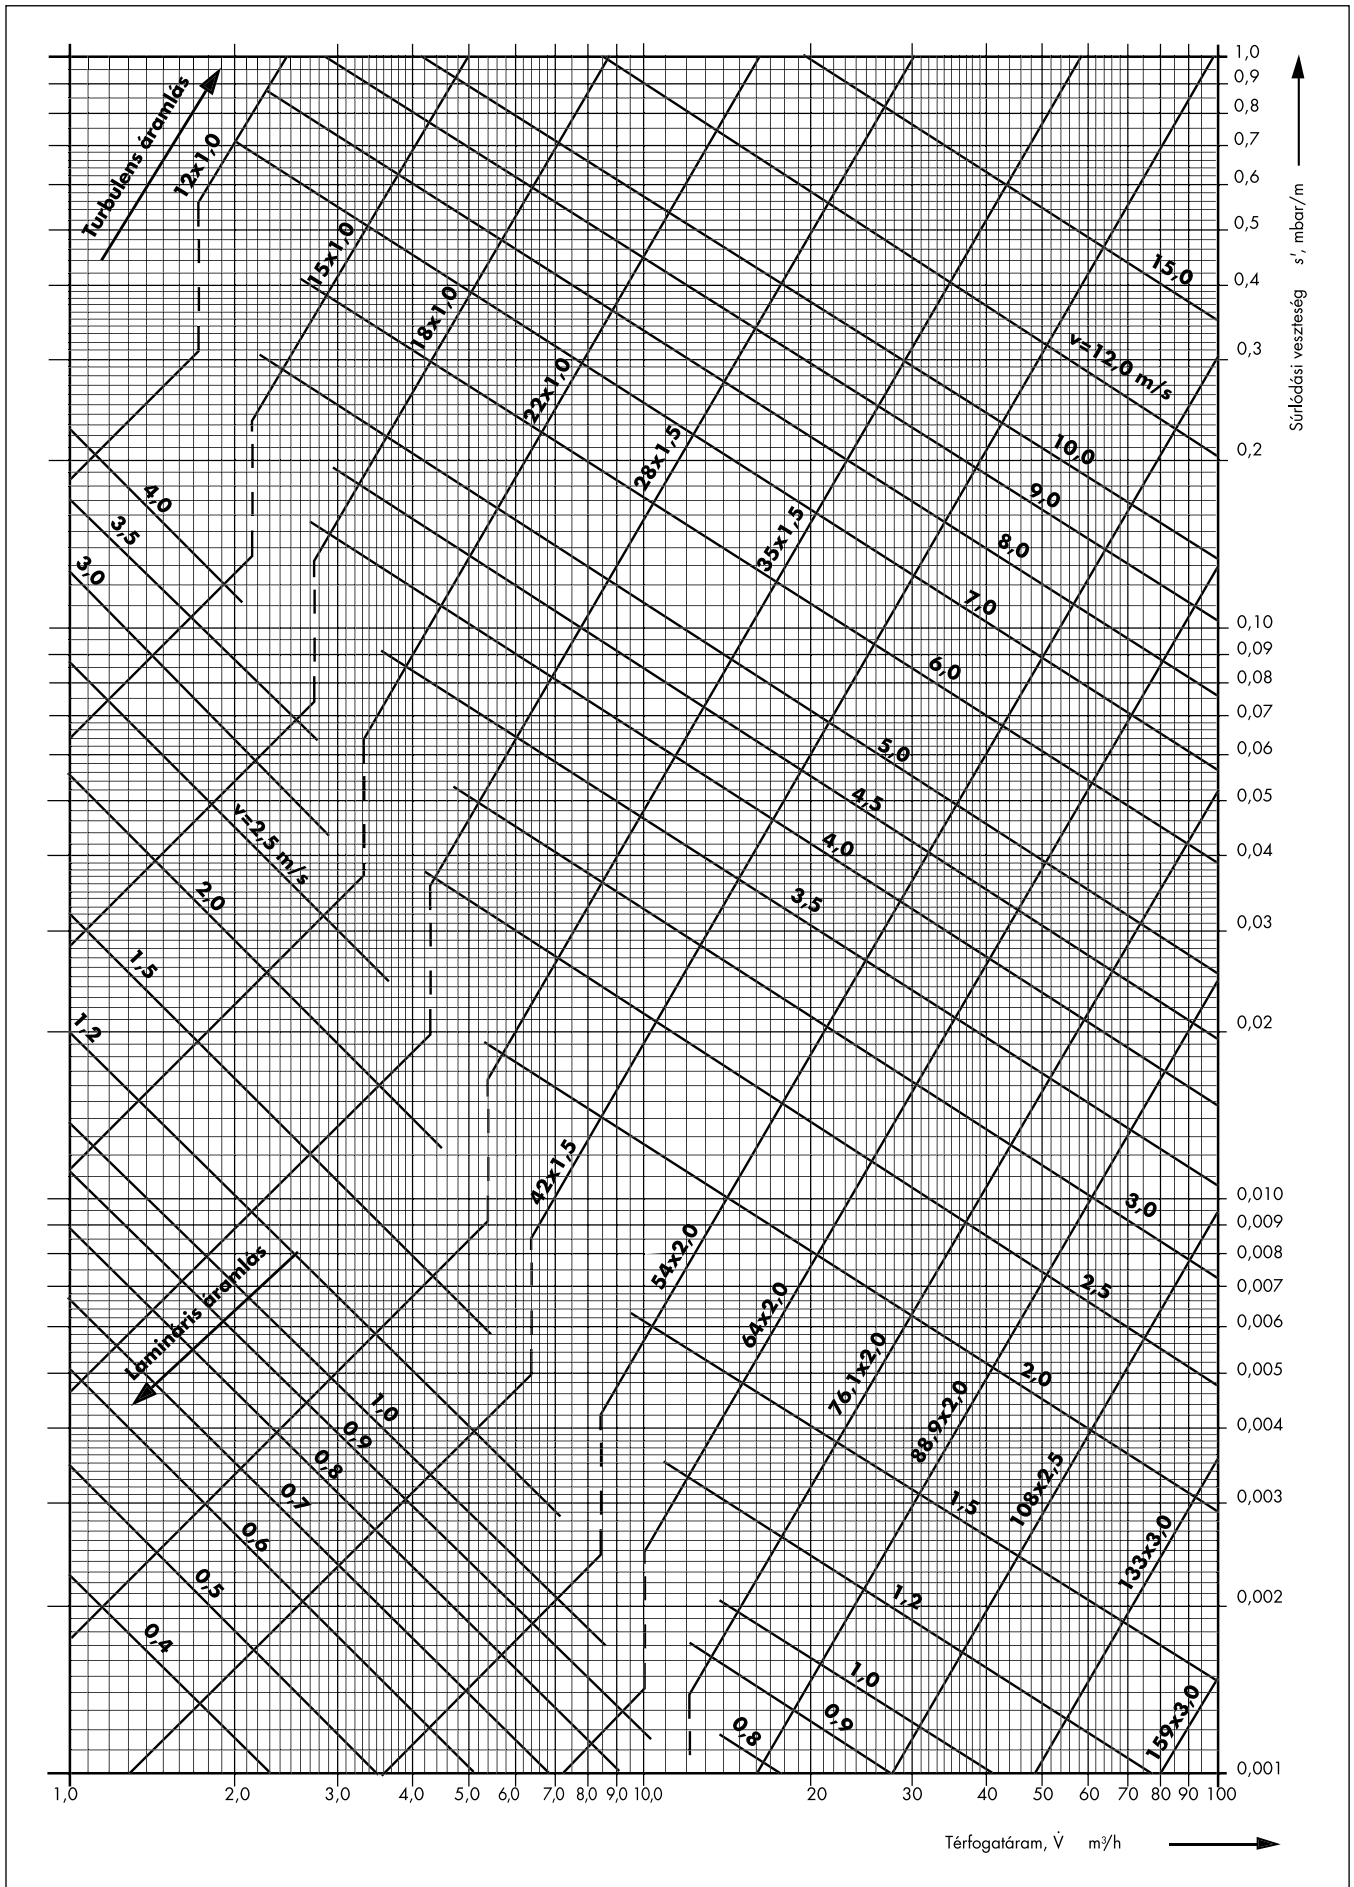 1,0
0,9
0,8
0,7
0,6
0,5
0,4
0,3
0,2
0,10
0,09
0,08
0,07
0,06
0,05
0,04
0,03
0,02
0,010
0,009
0,008
0,007
0,006
0,005
0,004
0,003
0,002
0,001
Súrlódási veszteség s', mbar/m
Turbulens áramlás
12x1,0
15x1,0
18x1,0
22x1,0
28x1,5
35x1,5
42x1,5
54x2,0
64x2,0
76,1x2,0
88,9x2,0
108x2,5
133x3,0
159x3,0
15,0
v=12,0 m/s
10,0
9,0
8,0
7,0
6,0
5,0
4,5
4,0
3,5
3,0
2,5
2,0
1,5
1,2
1,0
0,9
0,8
4,0
3,5
3,0
v=2,5 m/s
2,0
1,5
1,2
Lamináris áramlás
1,0
0,9
0,8
0,7
0,6
0,5
0,4
1,0 2,0 3,0 4,0 5,0 6,0 7,0 8,0 9,0 10,0 20 30 40 50 60 70 80 90 100
Térfogatáram, V̇ m³/h